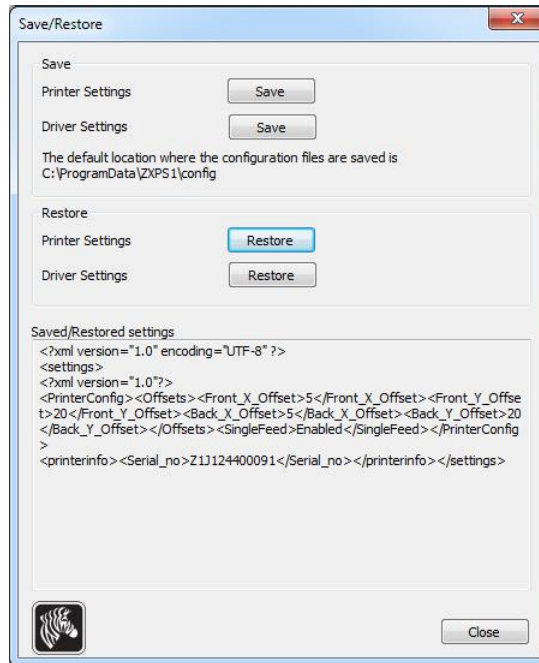 Save/Restore
Save
Printer Settings
Save
Driver Settings
Save
The default location where the configuration files are saved is
C:\ProgramData\ZXPS1\config
Restore
Printer Settings
Restore
Driver Settings
Restore
Saved/Restored settings
<?xml version="1.0" encoding="UTF-8" ?>
<settings>
<?xml version="1.0"?>
<PrinterConfig><Offsets><Front_X_Offset>5</Front_X_Offset><Front_Y_Offse
t>20</Front_Y_Offset><Back_X_Offset>5</Back_X_Offset><Back_Y_Offset>20
</Back_Y_Offset></Offsets><SingleFeed>Enabled</SingleFeed></PrinterConfig
>
<printerinfo><Serial_no>Z1J124400091</Serial_no></printerinfo></settings>
Close